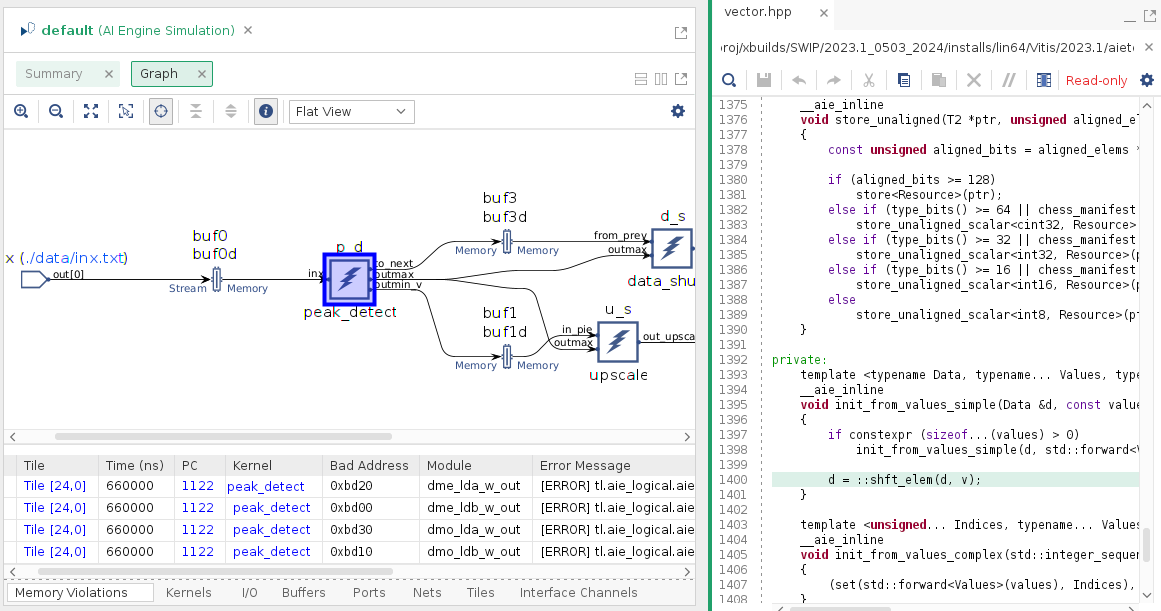 default (AI Engine Simulation)
Summary
Graph
Flat View
x (./data/inx.txt)
out[0]
buf0
buf0d
Stream
Memory
inx
p_d
peak_detect
to_next
outmax
outmin_v
buf3
buf3d
Memory
Memory
from_prev
outmax
d_s
data_shu
buf1
buf1d
Memory
Memory
in_pie
outmax
u_s
upscale
out_upsca
Tile Time (ns) PC Kernel Bad Address Module Error Message
Tile [24,0] 660000 1122 peak_detect 0xbd20 dme_lda_w_out [ERROR] tl.aie_logical.aie
Tile [24,0] 660000 1122 peak_detect 0xbd00 dme_ldb_w_out [ERROR] tl.aie_logical.aie
Tile [24,0] 660000 1122 peak_detect 0xbd30 dmo_lda_w_out [ERROR] tl.aie_logical.aie
Tile [24,0] 660000 1122 peak_detect 0xbd10 dmo_ldb_w_out [ERROR] tl.aie_logical.aie
Memory Violations Kernels I/O Buffers Ports Nets Tiles Interface Channels
vector.hpp
proj/xbuilds/SWIP/2023.1_0503_2024/installs/lin64/Vitis/2023.1/aiet
Read-only
1375 __aie_inline
1376 void store_unaligned(T2 *ptr, unsigned aligned_e
1377 {
1378 const unsigned aligned_bits = aligned_elems *
1379
1380 if (aligned_bits >= 128)
1381 store<Resource>(ptr);
1382 else if (type_bits() >= 64 || chess_manifest
1383 store_unaligned_scalar<cint32, Resource>
1384 else if (type_bits() >= 32 || chess_manifest
1385 store_unaligned_scalar<int32, Resource>(p
1386 else if (type_bits() >= 16 || chess_manifest
1387 store_unaligned_scalar<int16, Resource>(p
1388 else
1389 store_unaligned_scalar<int8, Resource>(pt
1390 }
1391
1392 private:
1393 template <typename Data, typename... Values, type
1394 __aie_inline
1395 void init_from_values_simple(Data &d, const value
1396 {
1397 if constexpr (sizeof...(values) > 0)
1398 init_from_values_simple(d, std::forward<V
1399
1400 d = ::shft_elem(d, v);
1401 }
1402
1403 template <unsigned... Indices, typename... Values
1404 __aie_inline
1405 void init_from_values_complex(std::integer_sequen
1406 {
1407 (set(std::forward<Values>(values), Indices),
1408 }